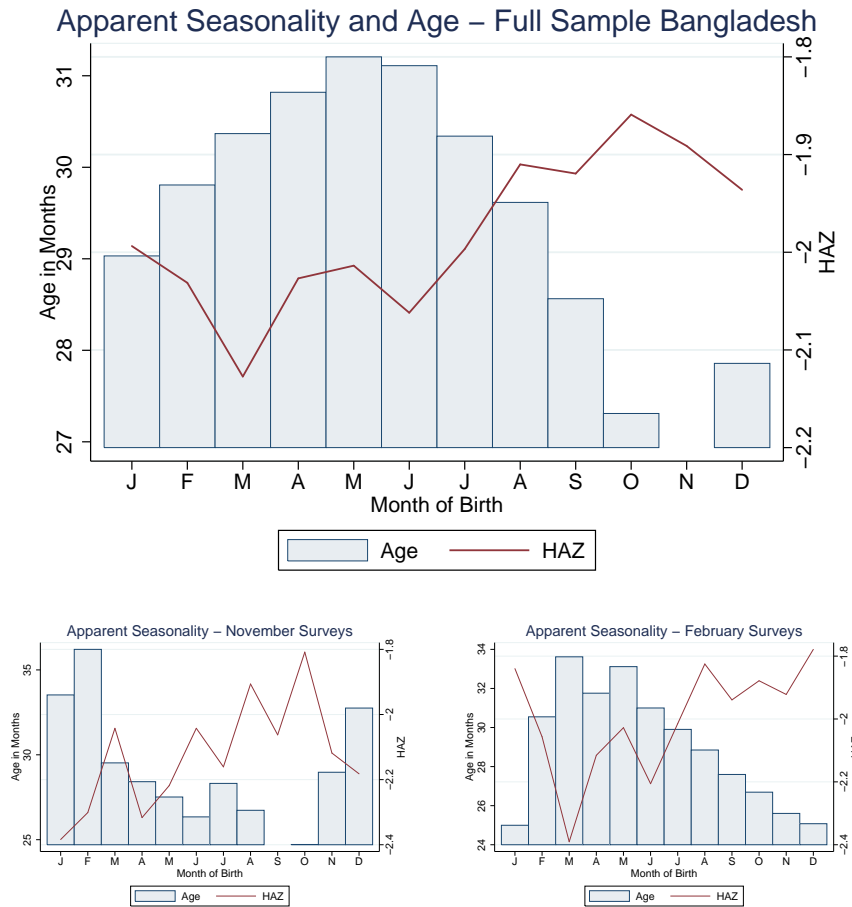 Apparent Seasonality and Age − Full Sample Bangladesh
Age in Months
27 28 29 30 31
−2.2 −2.1 −2 −1.9 −1.8
HAZ
J F M A M J J A S O N D
Month of Birth
Age HAZ
Apparent Seasonality − November Surveys
Age in Months
25 30 35
−2.4 −2.2 −2 −1.8
HAZ
J F M A M J J A S O N D
Month of Birth
Age HAZ
Apparent Seasonality − February Surveys
Age in Months
24 26 28 30 32 34
−2.4 −2.2 −2 −1.8
J F M A M J J A S O N D
Month of Birth
Age HAZ